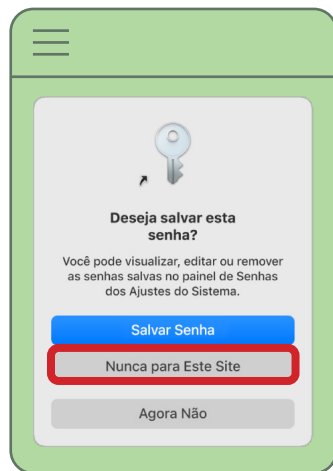 Deseja salvar esta
senha?
Você pode visualizar, editar ou remover
as senhas salvas no painel de Senhas
dos Ajustes do Sistema.
Salvar Senha
Nunca para Este Site
Agora Não